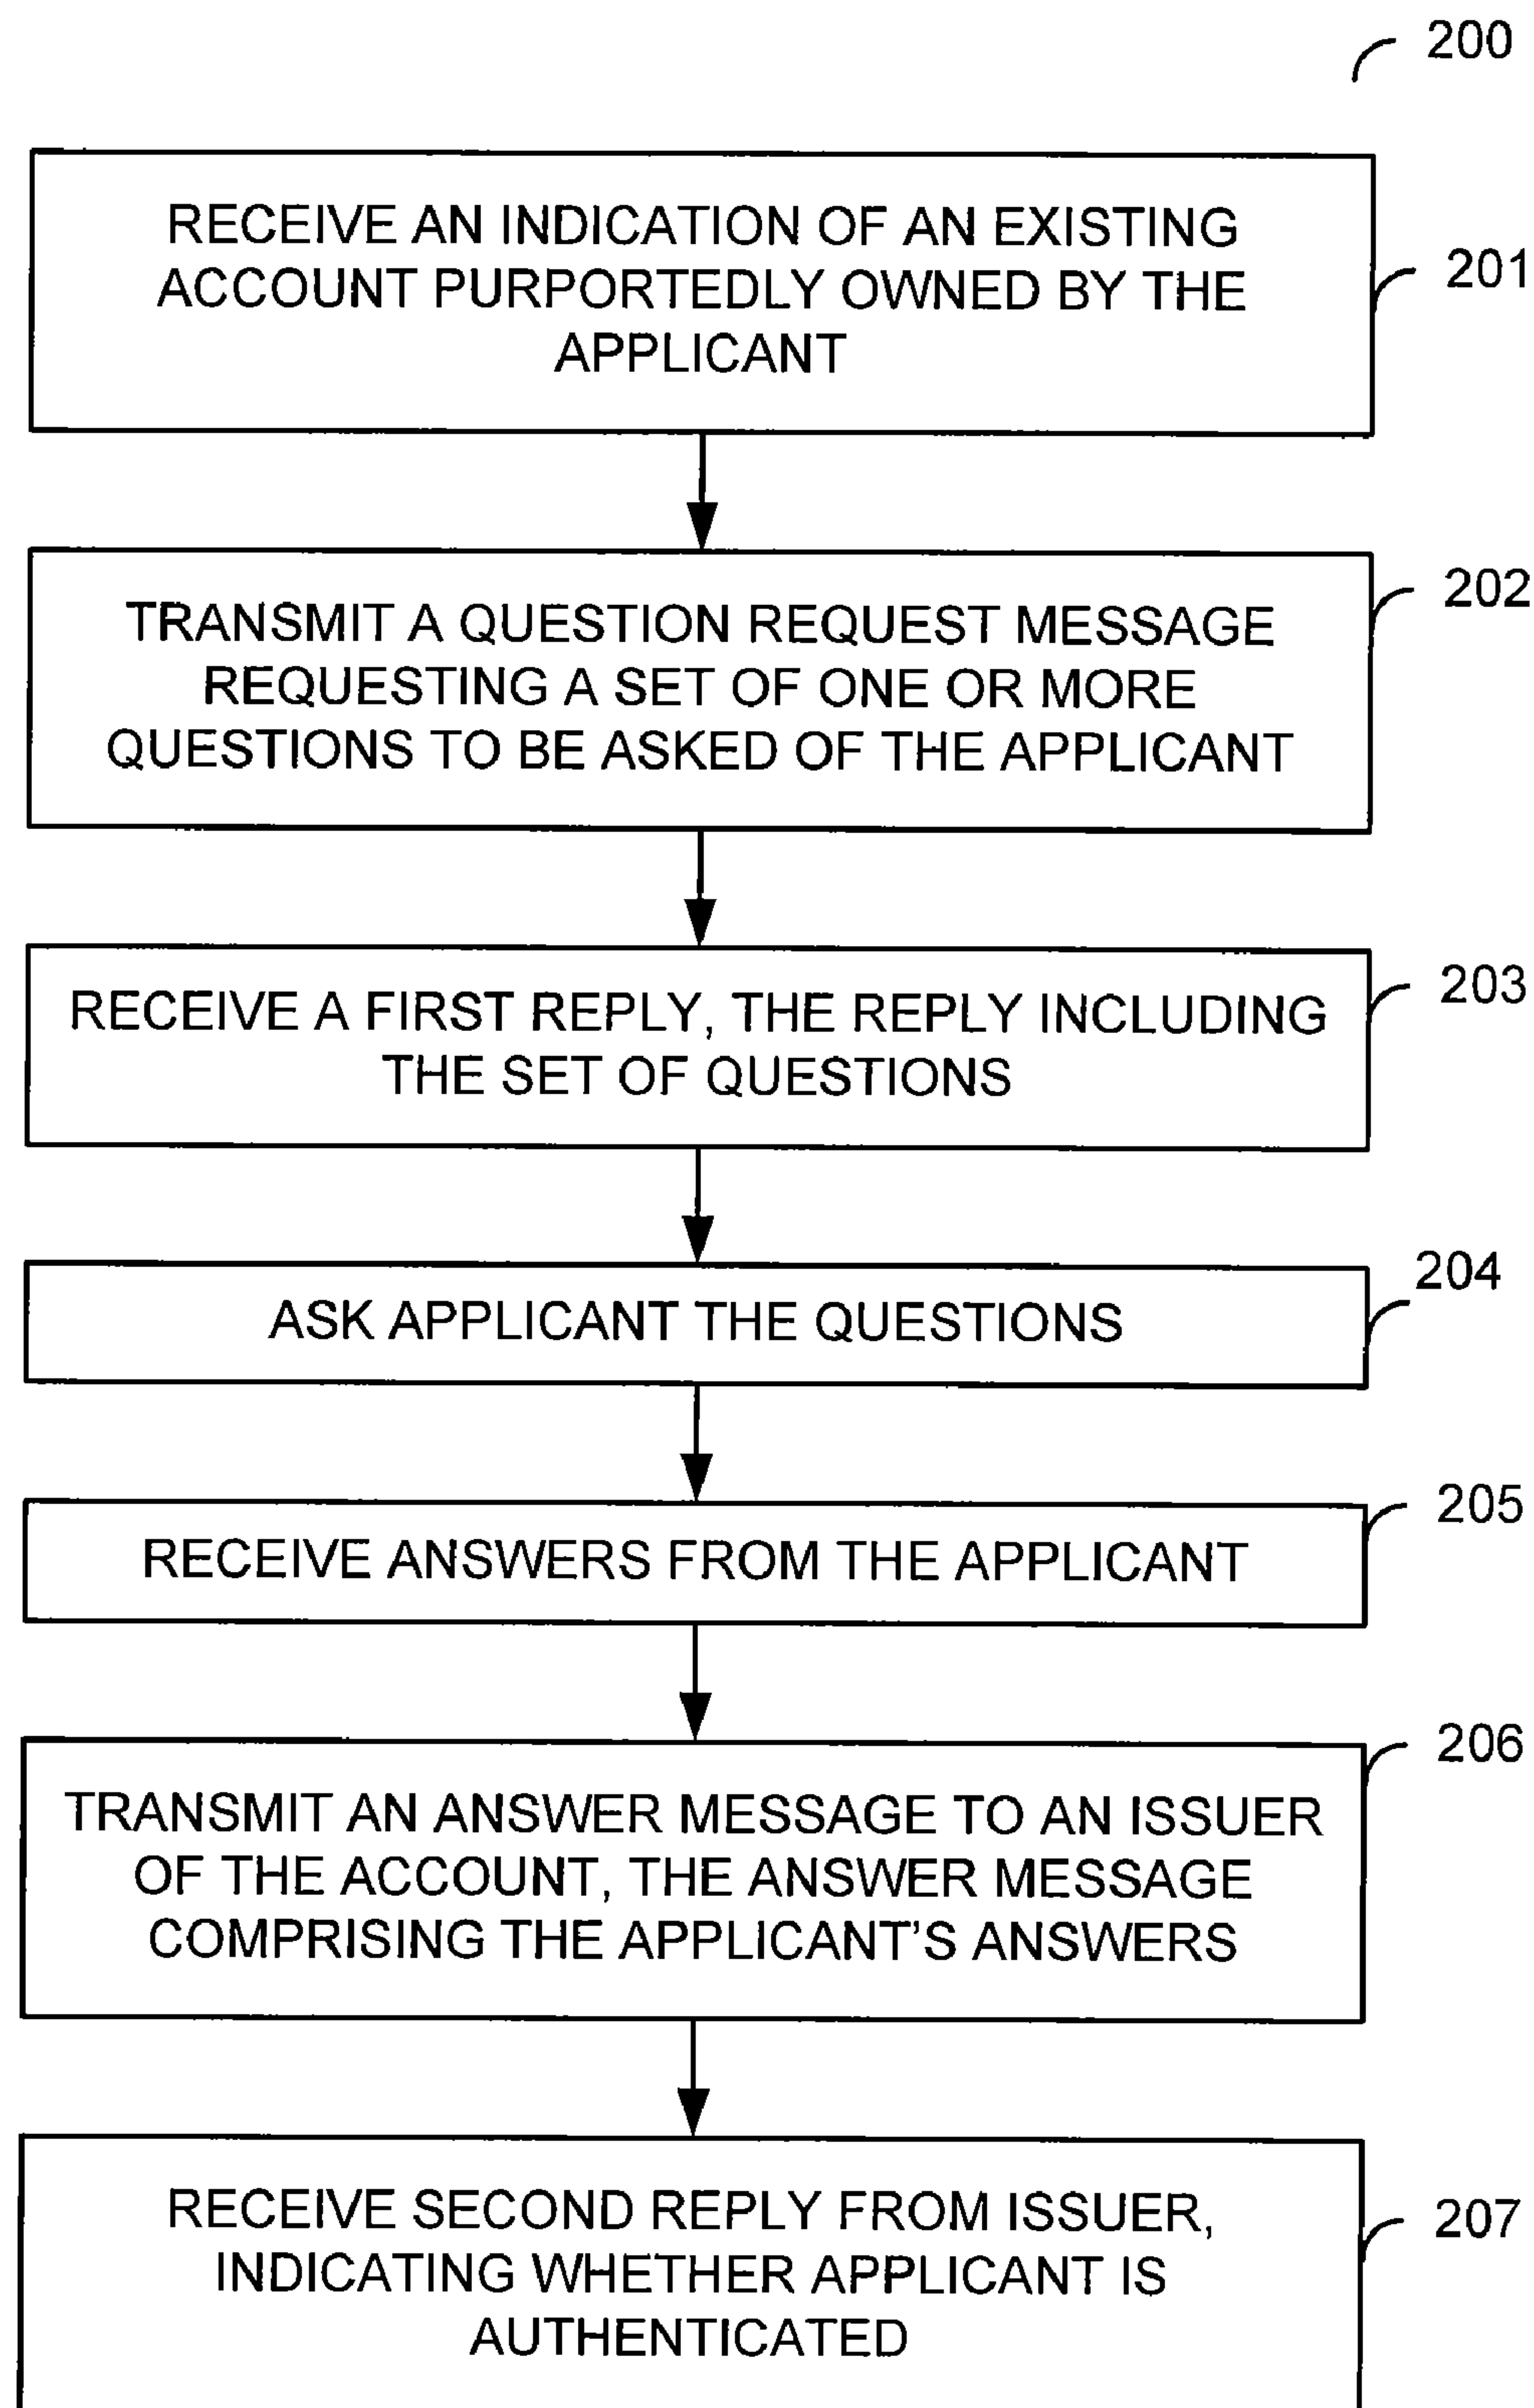 200
RECEIVE AN INDICATION OF AN EXISTING
ACCOUNT PURPORTEDLY OWNED BY THE
APPLICANT
201
TRANSMIT A QUESTION REQUEST MESSAGE
REQUESTING A SET OF ONE OR MORE
QUESTIONS TO BE ASKED OF THE APPLICANT
202
RECEIVE A FIRST REPLY, THE REPLY INCLUDING
THE SET OF QUESTIONS
203
ASK APPLICANT THE QUESTIONS
204
RECEIVE ANSWERS FROM THE APPLICANT
205
TRANSMIT AN ANSWER MESSAGE TO AN ISSUER
OF THE ACCOUNT, THE ANSWER MESSAGE
COMPRISING THE APPLICANT'S ANSWERS
206
RECEIVE SECOND REPLY FROM ISSUER,
INDICATING WHETHER APPLICANT IS
AUTHENTICATED
207